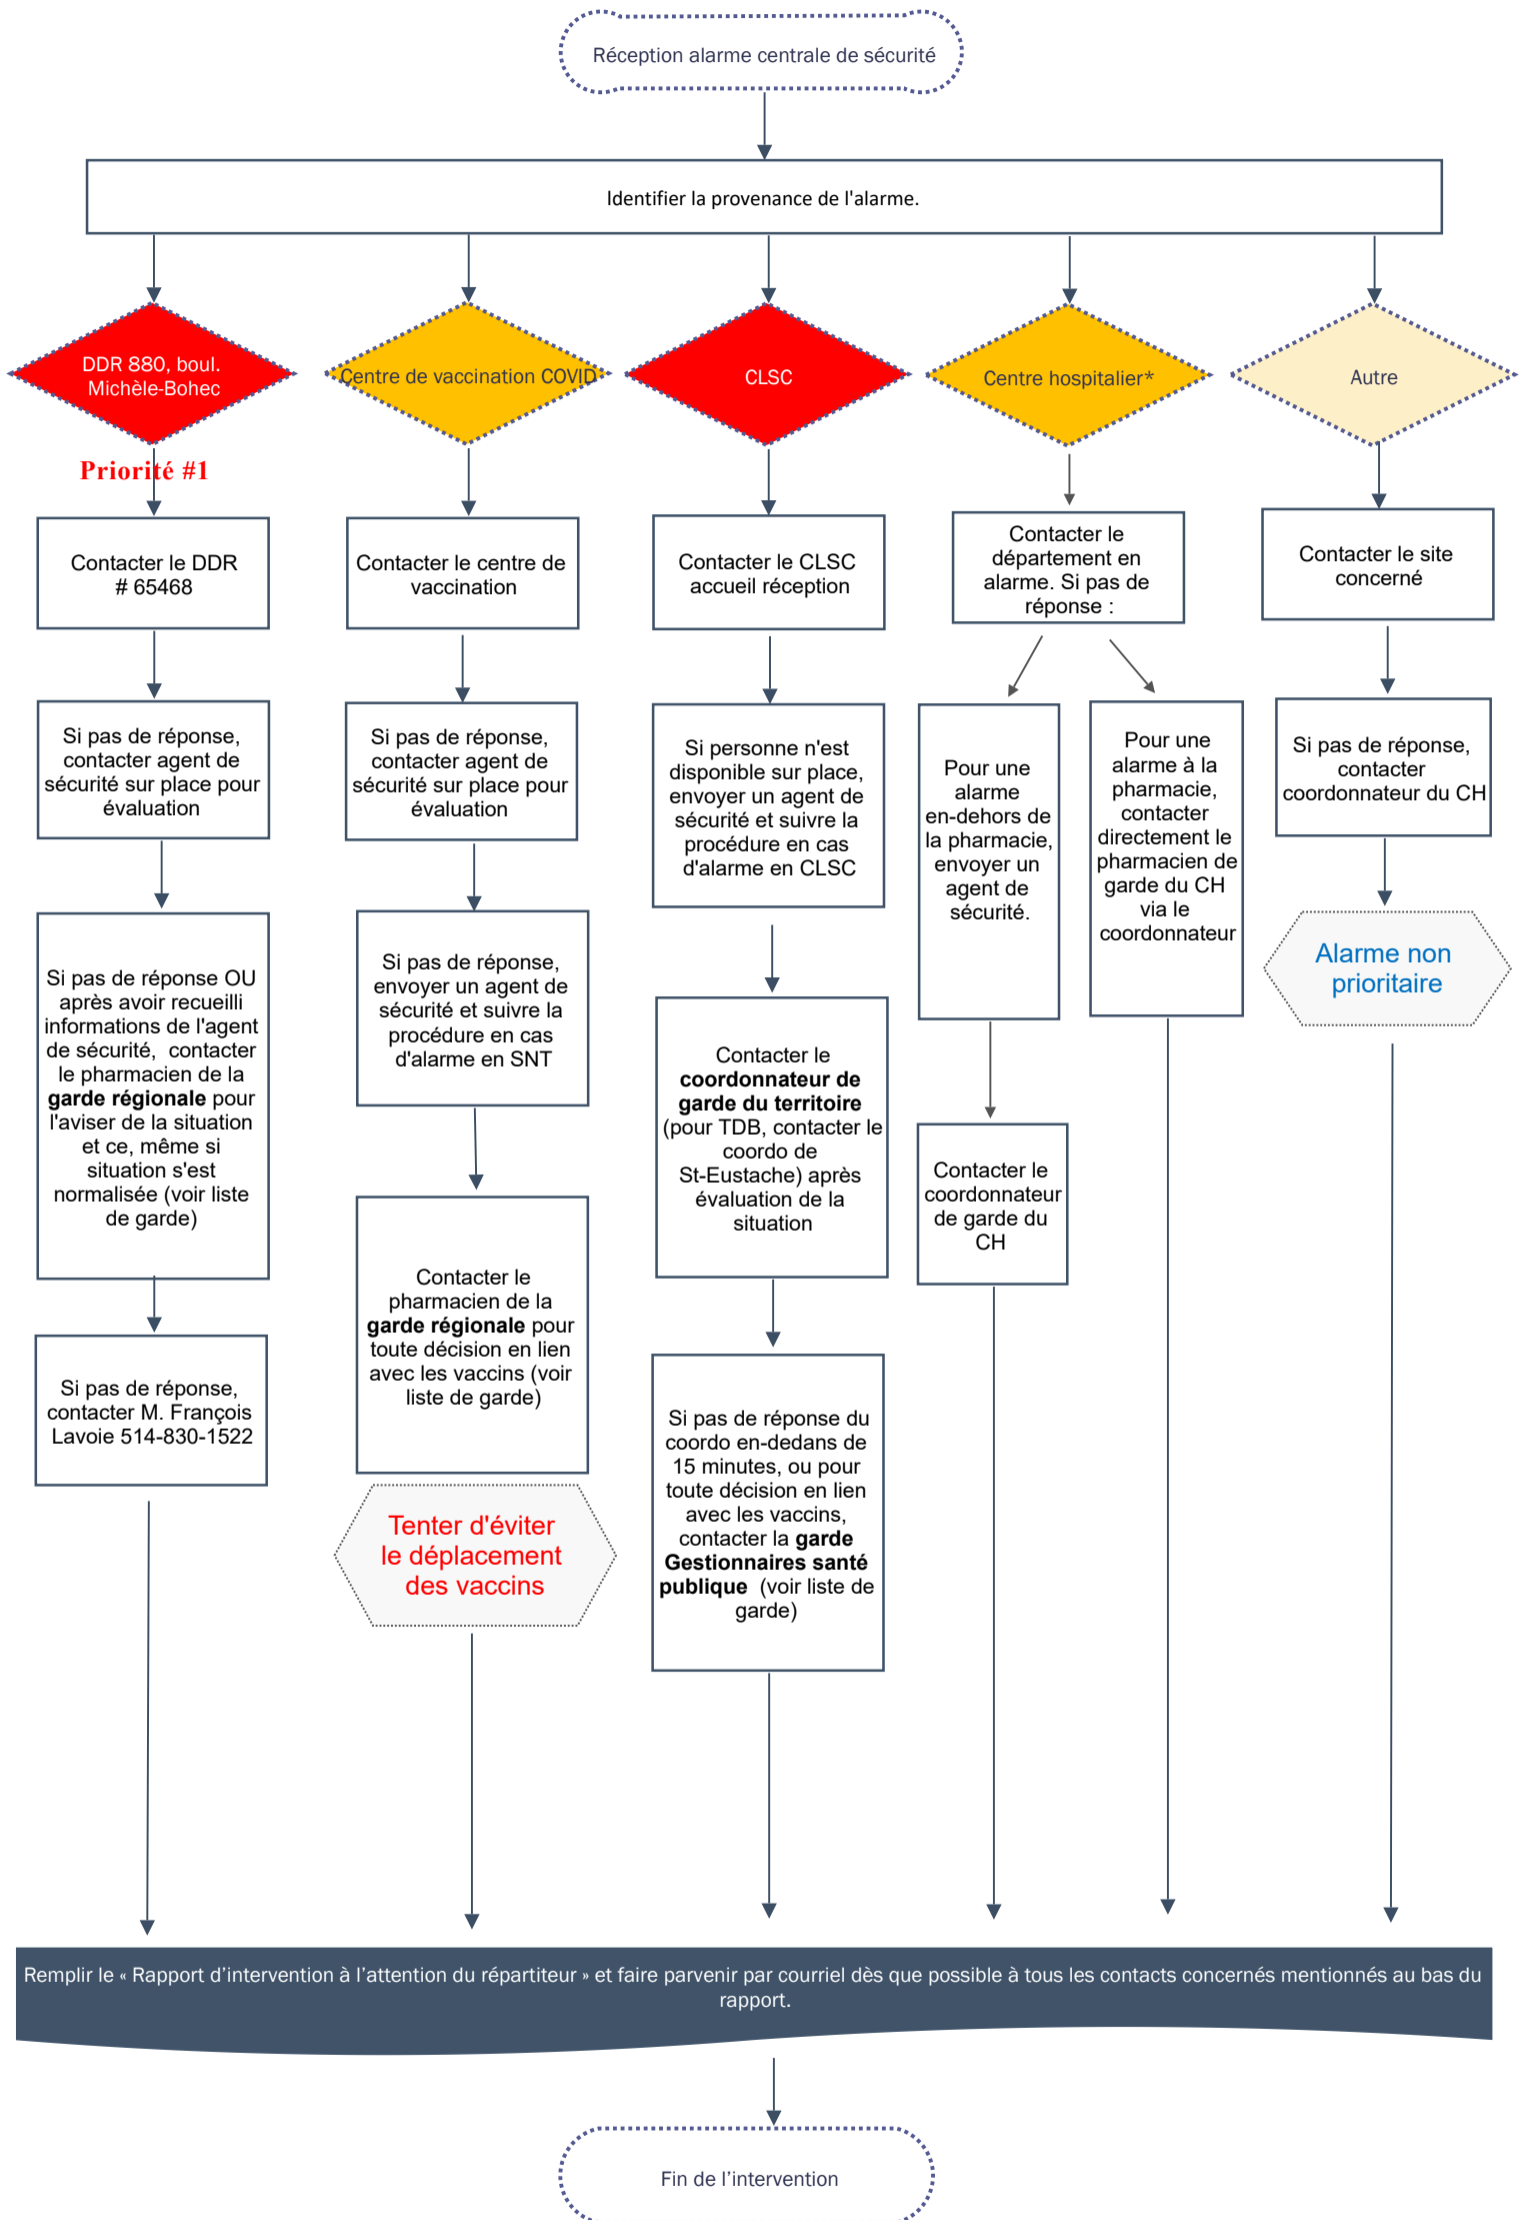 Réception alarme centrale de sécurité
Identifier la provenance de l'alarme.
DDR 880, boul.
Michèle-Bohec
Centre de vaccination COVID
CLSC
Centre hospitalier*
Autre
Priorité #1
Contacter le DDR
# 65468
Contacter le centre de
vaccination
Contacter le CLSC
accueil réception
Contacter le
département en
alarme. Si pas de
réponse :
Contacter le site
concerné
Si pas de réponse,
contacter agent de
sécurité sur place pour
évaluation
Si pas de réponse,
contacter agent de
sécurité sur place pour
évaluation
Si personne n'est
disponible sur place,
envoyer un agent de
sécurité et suivre la
procédure en cas
d'alarme en CLSC
Pour une
alarme
en-dehors de
la pharmacie,
envoyer un
agent de
sécurité.
Pour une
alarme à la
pharmacie,
contacter
directement le
pharmacien de
garde du CH
via le
coordonnateur
Si pas de réponse,
contacter
coordonnateur du CH
Si pas de réponse OU
après avoir recueilli
informations de l'agent
de sécurité, contacter
le pharmacien de la
garde régionale pour
l'aviser de la situation
et ce, même si
situation s'est
normalisée (voir liste
de garde)
Si pas de réponse,
envoyer un agent de
sécurité et suivre la
procédure en cas
d'alarme en SNT
Contacter le
coordonnateur de
garde du territoire
(pour TDB, contacter le
coordo de
St-Eustache) après
évaluation de la
situation
Contacter le
coordonnateur
de garde du
CH
Alarme non
prioritaire
Si pas de réponse,
contacter M. François
Lavoie 514-830-1522
Contacter le
pharmacien de la
garde régionale pour
toute décision en lien
avec les vaccins (voir
liste de garde)
Tenter d'éviter
le déplacement
des vaccins
Si pas de réponse du
coordo en-dedans de
15 minutes, ou pour
toute décision en lien
avec les vaccins,
contacter la garde
Gestionnaires santé
publique (voir liste de
garde)
Remplir le « Rapport d’intervention à l’attention du répartiteur » et faire parvenir par courriel dès que possible à tous les contacts concernés mentionnés au bas du
rapport.
Fin de l’intervention